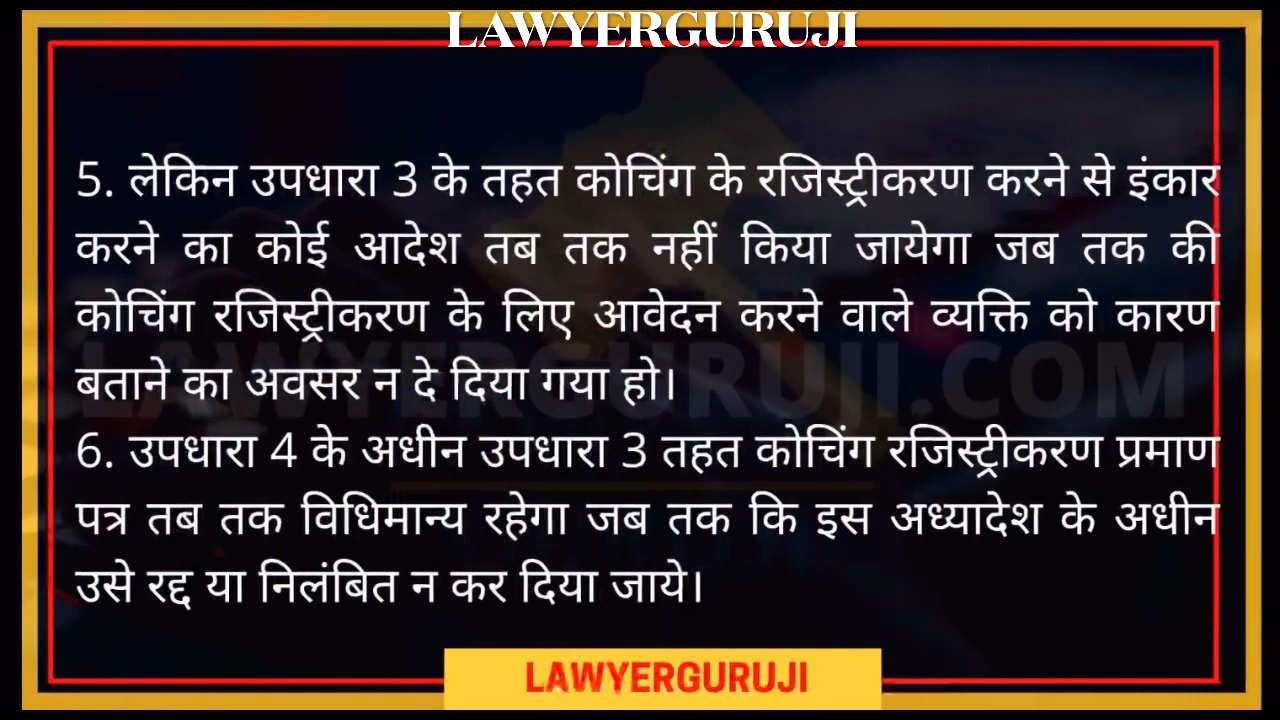 LAWYERGURUJI
5. लेकिन उपधारा 3 के तहत कोचिंग के रजिस्ट्रीकरण करने से इंकार
करने का कोई आदेश तब तक नहीं किया जायेगा जब तक की
कोचिंग रजिस्ट्रीकरण के लिए आवेदन करने वाले व्यक्ति को कारण
बताने का अवसर न दे दिया गया हो।
6. उपधारा 4 के अधीन उपधारा 3 तहत कोचिंग रजिस्ट्रीकरण प्रमाण
पत्र तब तक विधिमान्य रहेगा जब तक कि इस अध्यादेश के अधीन
उसे रद्द या निलंबित न कर दिया जाये।
LAWYERGURUJI.COM
LAWYERGURUJI